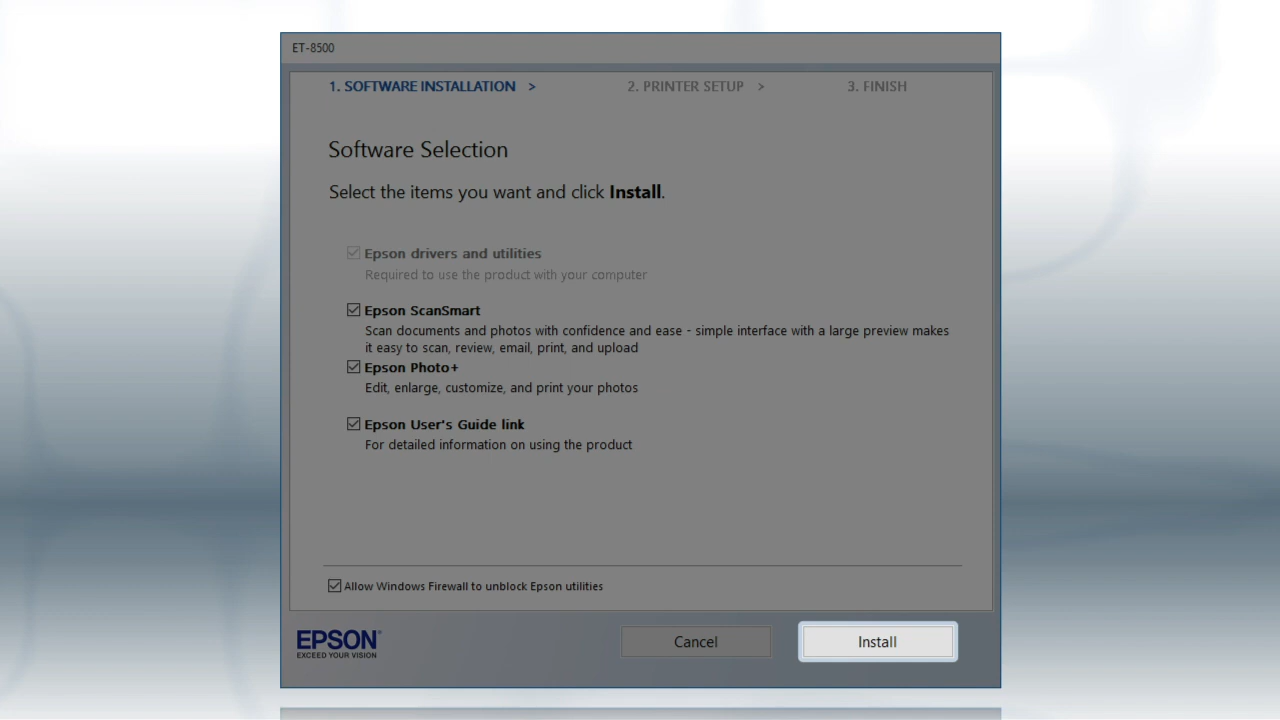 ET-8500
1. SOFTWARE INSTALLATION > 2. PRINTER SETUP > 3. FINISH
Software Selection
Select the items you want and click Install.
Epson drivers and utilities
Required to use the product with your computer
Epson ScanSmart
Scan documents and photos with confidence and ease - simple interface with a large preview makes
it easy to scan, review, email, print, and upload
Epson Photo+
Edit, enlarge, customize, and print your photos
Epson User's Guide link
For detailed information on using the product
Allow Windows Firewall to unblock Epson utilities
EPSON®
EXCEED YOUR VISION
Cancel
Install